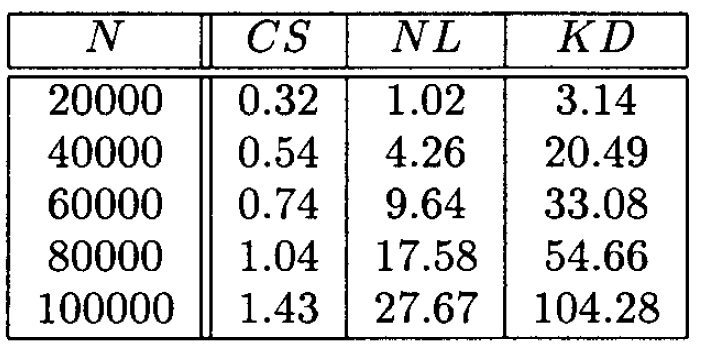 N CS NL KD
20000 0.32 1.02 3.14
40000 0.54 4.26 20.49
60000 0.74 9.64 33.08
80000 1.04 17.58 54.66
100000 1.43 27.67 104.28